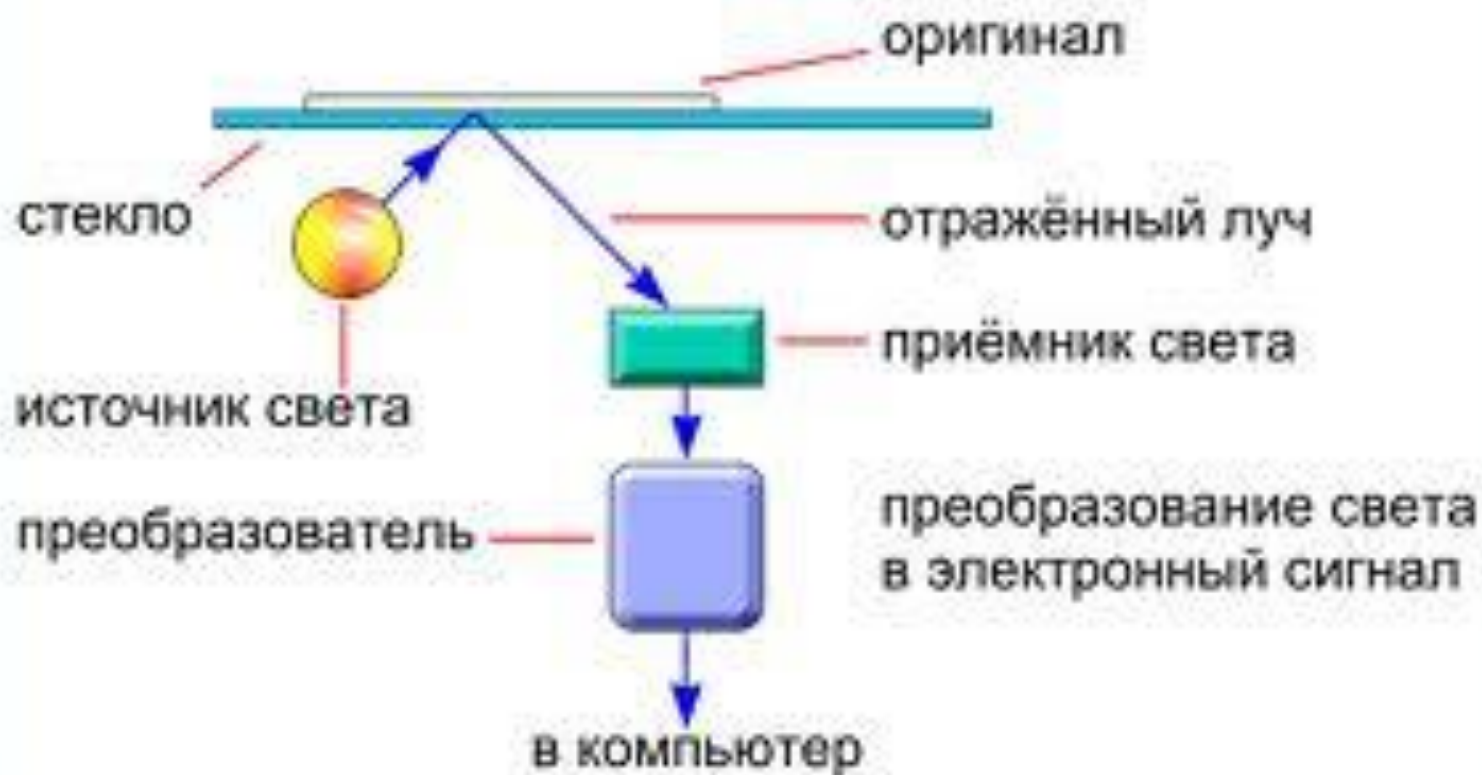 оригинал
стекло
отражённый луч
приёмник света
источник света
преобразователь
преобразование света
в электронный сигнал
в компьютер